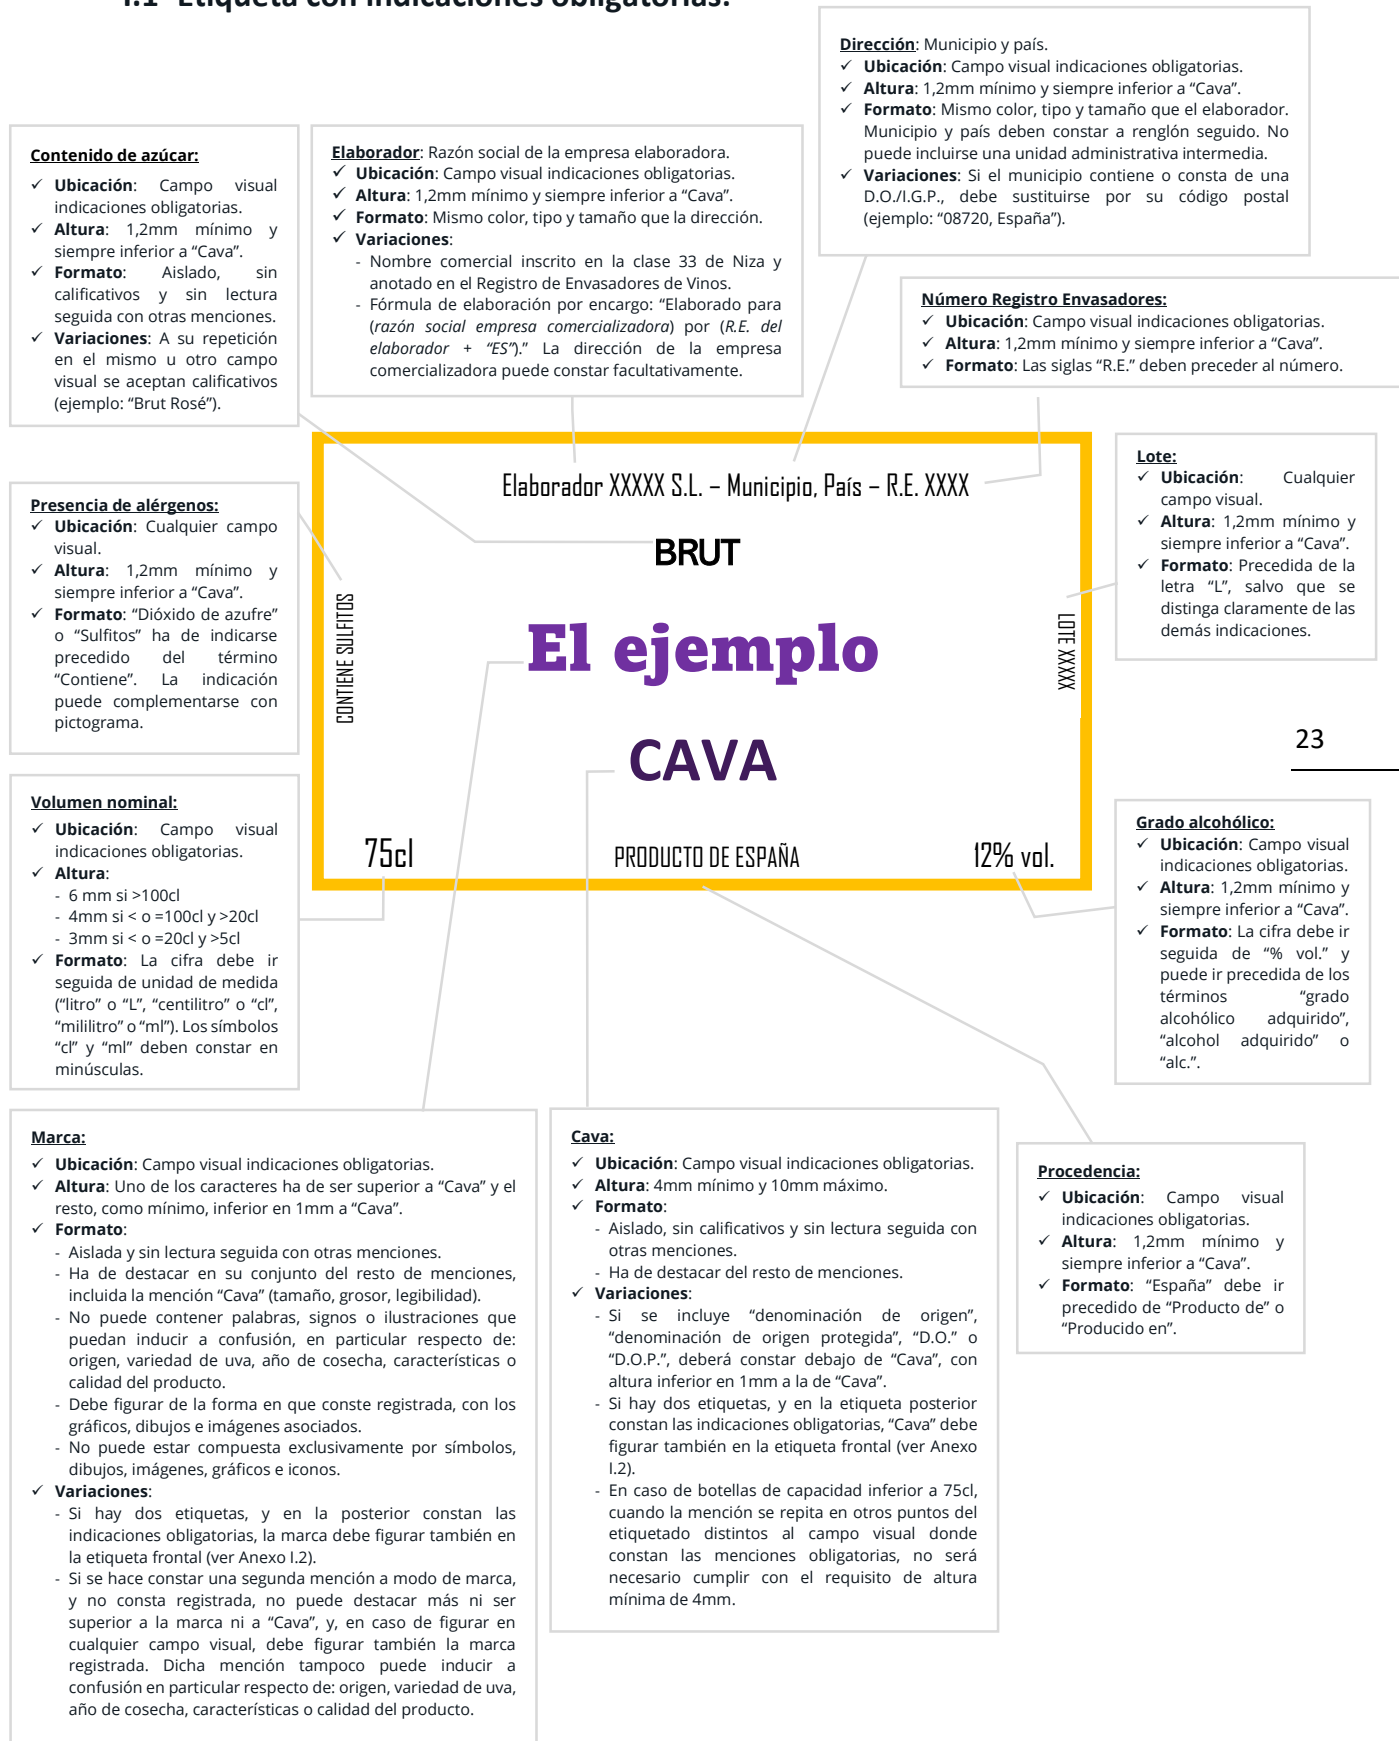 I.1 Etiqueta con indicaciones obligatorias.
Dirección: Municipio y país.
✓ Ubicación: Campo visual indicaciones obligatorias.
✓ Altura: 1,2mm mínimo y siempre inferior a “Cava”.
✓ Formato: Mismo color, tipo y tamaño que el elaborador.
Municipio y país deben constar a renglón seguido. No
puede incluirse una unidad administrativa intermedia.
✓ Variaciones: Si el municipio contiene o consta de una
D.O./I.G.P., debe sustituirse por su código postal
(ejemplo: “08720, España”).
Contenido de azúcar:
✓ Ubicación: Campo visual
indicaciones obligatorias.
✓ Altura: 1,2mm mínimo y
siempre inferior a “Cava”.
✓ Formato: Aislado, sin
calificativos y sin lectura
seguida con otras menciones.
✓ Variaciones: A su repetición
en el mismo u otro campo
visual se aceptan calificativos
(ejemplo: “Brut Rosé”).
Elaborador: Razón social de la empresa elaboradora.
✓ Ubicación: Campo visual indicaciones obligatorias.
✓ Altura: 1,2mm mínimo y siempre inferior a “Cava”.
✓ Formato: Mismo color, tipo y tamaño que la dirección.
✓ Variaciones:
- Nombre comercial inscrito en la clase 33 de Niza y
anotado en el Registro de Envasadores de Vinos.
- Fórmula de elaboración por encargo: “Elaborado para
(razón social empresa comercializadora) por (R.E. del
elaborador + “ES”).” La dirección de la empresa
comercializadora puede constar facultativamente.
Número Registro Envasadores:
✓ Ubicación: Campo visual indicaciones obligatorias.
✓ Altura: 1,2mm mínimo y siempre inferior a “Cava”.
✓ Formato: Las siglas “R.E.” deben preceder al número.
Elaborador XXXXX S.L. – Municipio, País – R.E. XXXX
BRUT
El ejemplo
CAVA
CONTIENE SULFITOS
LOTE XXXXX
75cl
PRODUCTO DE ESPAÑA
12% vol.
Presencia de alérgenos:
✓ Ubicación: Cualquier campo
visual.
✓ Altura: 1,2mm mínimo y
siempre inferior a “Cava”.
✓ Formato: “Dióxido de azufre”
o “Sulfitos” ha de indicarse
precedido del término
“Contiene”. La indicación
puede complementarse con
pictograma.
Lote:
✓ Ubicación: Cualquier
campo visual.
✓ Altura: 1,2mm mínimo y
siempre inferior a “Cava”.
✓ Formato: Precedida de la
letra “L”, salvo que se
distinga claramente de las
demás indicaciones.
23
Volumen nominal:
✓ Ubicación: Campo visual
indicaciones obligatorias.
✓ Altura:
- 6 mm si >100cl
- 4mm si < o =100cl y >20cl
- 3mm si < o =20cl y >5cl
✓ Formato: La cifra debe ir
seguida de unidad de medida
(“litro” o “L”, “centilitro” o “cl”,
“mililitro” o “ml”). Los símbolos
“cl” y “ml” deben constar en
minúsculas.
Grado alcohólico:
✓ Ubicación: Campo visual
indicaciones obligatorias.
✓ Altura: 1,2mm mínimo y
siempre inferior a “Cava”.
✓ Formato: La cifra debe ir
seguida de “% vol.” y
puede ir precedida de los
términos “grado
alcohólico adquirido”,
“alcohol adquirido” o
“alc.”.
Marca:
✓ Ubicación: Campo visual indicaciones obligatorias.
✓ Altura: Uno de los caracteres ha de ser superior a “Cava” y el
resto, como mínimo, inferior en 1mm a “Cava”.
✓ Formato:
- Aislada y sin lectura seguida con otras menciones.
- Ha de destacar en su conjunto del resto de menciones,
incluida la mención “Cava” (tamaño, grosor, legibilidad).
- No puede contener palabras, signos o ilustraciones que
puedan inducir a confusión, en particular respecto de:
origen, variedad de uva, año de cosecha, características o
calidad del producto.
- Debe figurar de la forma en que conste registrada, con los
gráficos, dibujos e imágenes asociados.
- No puede estar compuesta exclusivamente por símbolos,
dibujos, imágenes, gráficos e iconos.
✓ Variaciones:
- Si hay dos etiquetas, y en la posterior constan las
indicaciones obligatorias, la marca debe figurar también en
la etiqueta frontal (ver Anexo I.2).
- Si se hace constar una segunda mención a modo de marca,
y no consta registrada, no puede destacar más ni ser
superior a la marca ni a “Cava”, y, en caso de figurar en
cualquier campo visual, debe figurar también la marca
registrada. Dicha mención tampoco puede inducir a
confusión en particular respecto de: origen, variedad de uva,
año de cosecha, características o calidad del producto.
Cava:
✓ Ubicación: Campo visual indicaciones obligatorias.
✓ Altura: 4mm mínimo y 10mm máximo.
✓ Formato:
- Aislado, sin calificativos y sin lectura seguida con
otras menciones.
- Ha de destacar del resto de menciones.
✓ Variaciones:
- Si se incluye “denominación de origen”,
“denominación de origen protegida”, “D.O.” o
“D.O.P.”, deberá constar debajo de “Cava”, con
altura inferior en 1mm a la de “Cava”.
- Si hay dos etiquetas, y en la etiqueta posterior
constan las indicaciones obligatorias, “Cava” debe
figurar también en la etiqueta frontal (ver Anexo
I.2).
- En caso de botellas de capacidad inferior a 75cl,
cuando la mención se repita en otros puntos del
etiquetado distintos al campo visual donde
constan las menciones obligatorias, no será
necesario cumplir con el requisito de altura
mínima de 4mm.
Procedencia:
✓ Ubicación: Campo visual
indicaciones obligatorias.
✓ Altura: 1,2mm mínimo y
siempre inferior a “Cava”.
✓ Formato: “España” debe ir
precedido de “Producto de” o
“Producido en”.